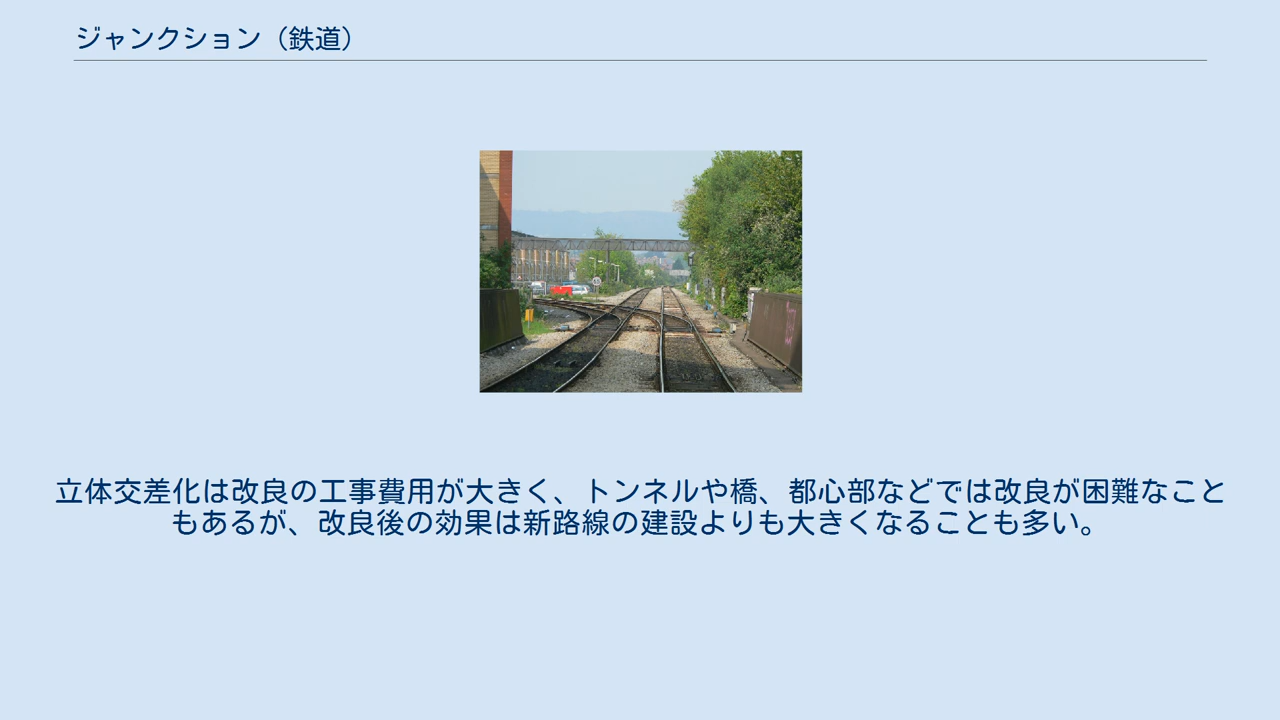 ジャンクション（鉄道）
立体交差化は改良の工事費用が大きく、トンネルや橋、都心部などでは改良が困難なこと
もあるが、改良後の効果は新路線の建設よりも大きくなることも多い。